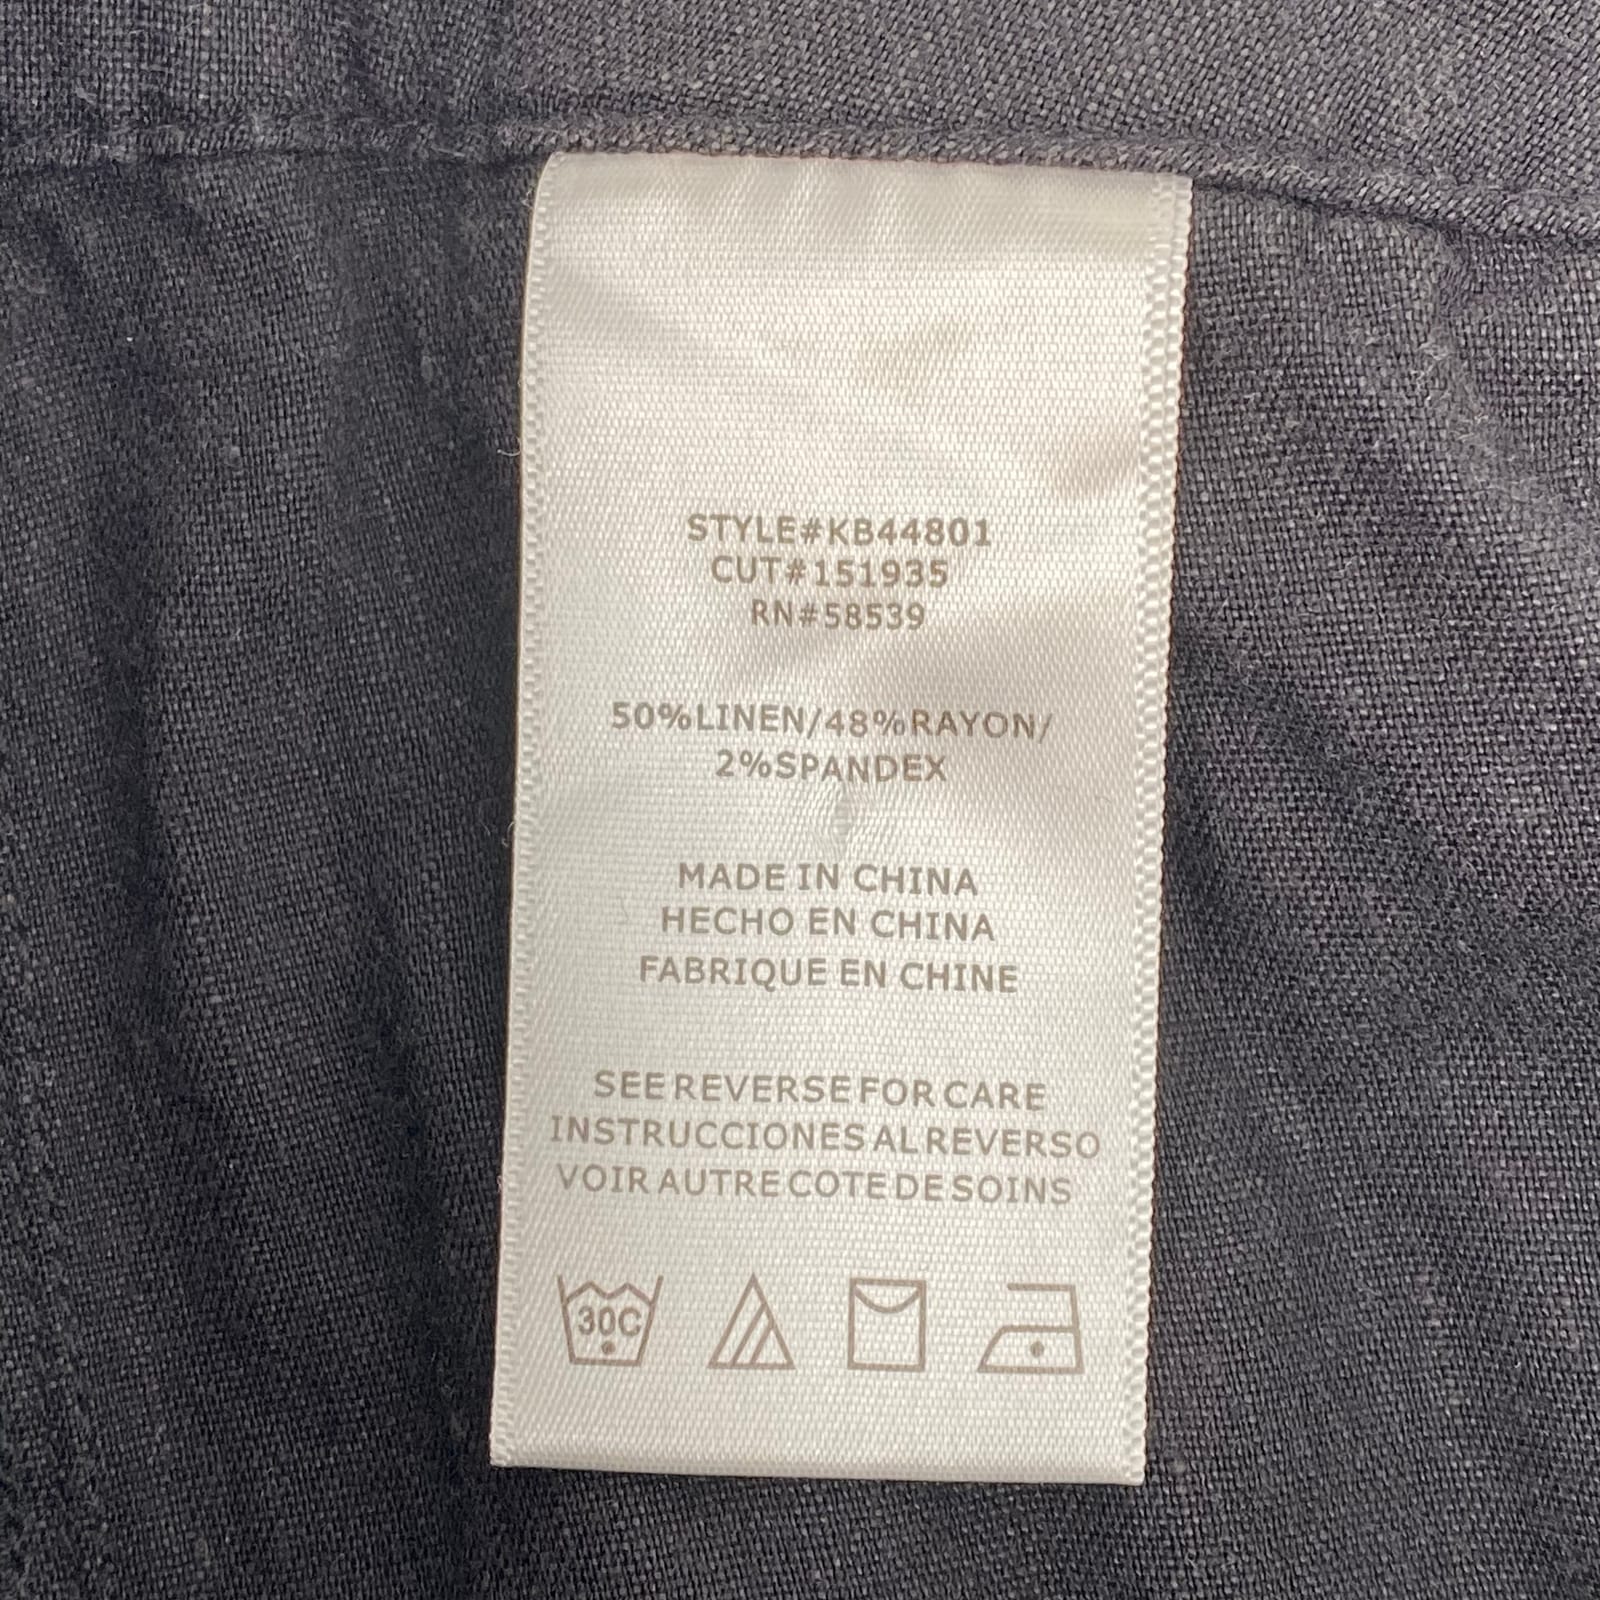 STYLE#KB44801
CUT#151935
RN#58539
50%LINEN/48%RAYON/
2%SPANDEX
MADE IN CHINA
HECHO EN CHINA
FABRIQUE EN CHINE
SEE REVERSE FOR CARE
INSTRUCCIONES AL REVERSO
VOIR AUTRE COTE DE SOINS
30C